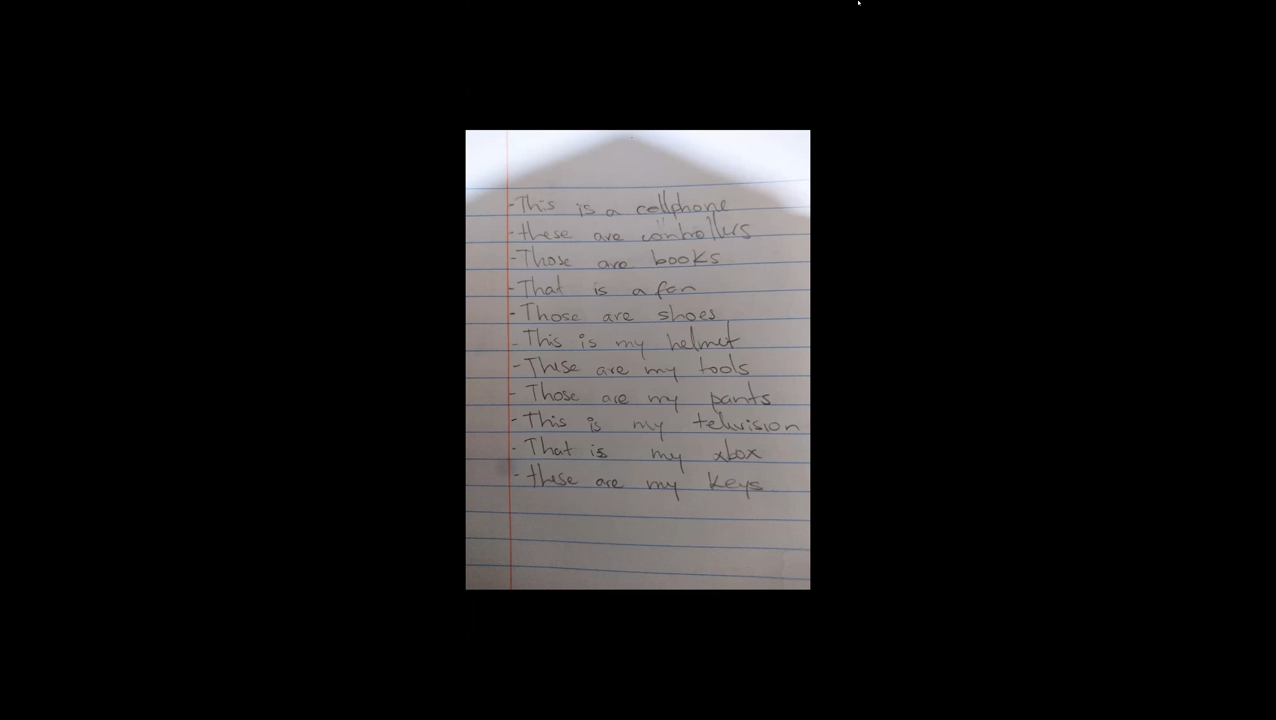 -This is a cellphone
-these are controllers
-Those are books
-That is a fan
-Those are shoes
-This is my helmet
-These are my tools
-Those are my pants
-This is my television
-That is my xbox
-these are my keys